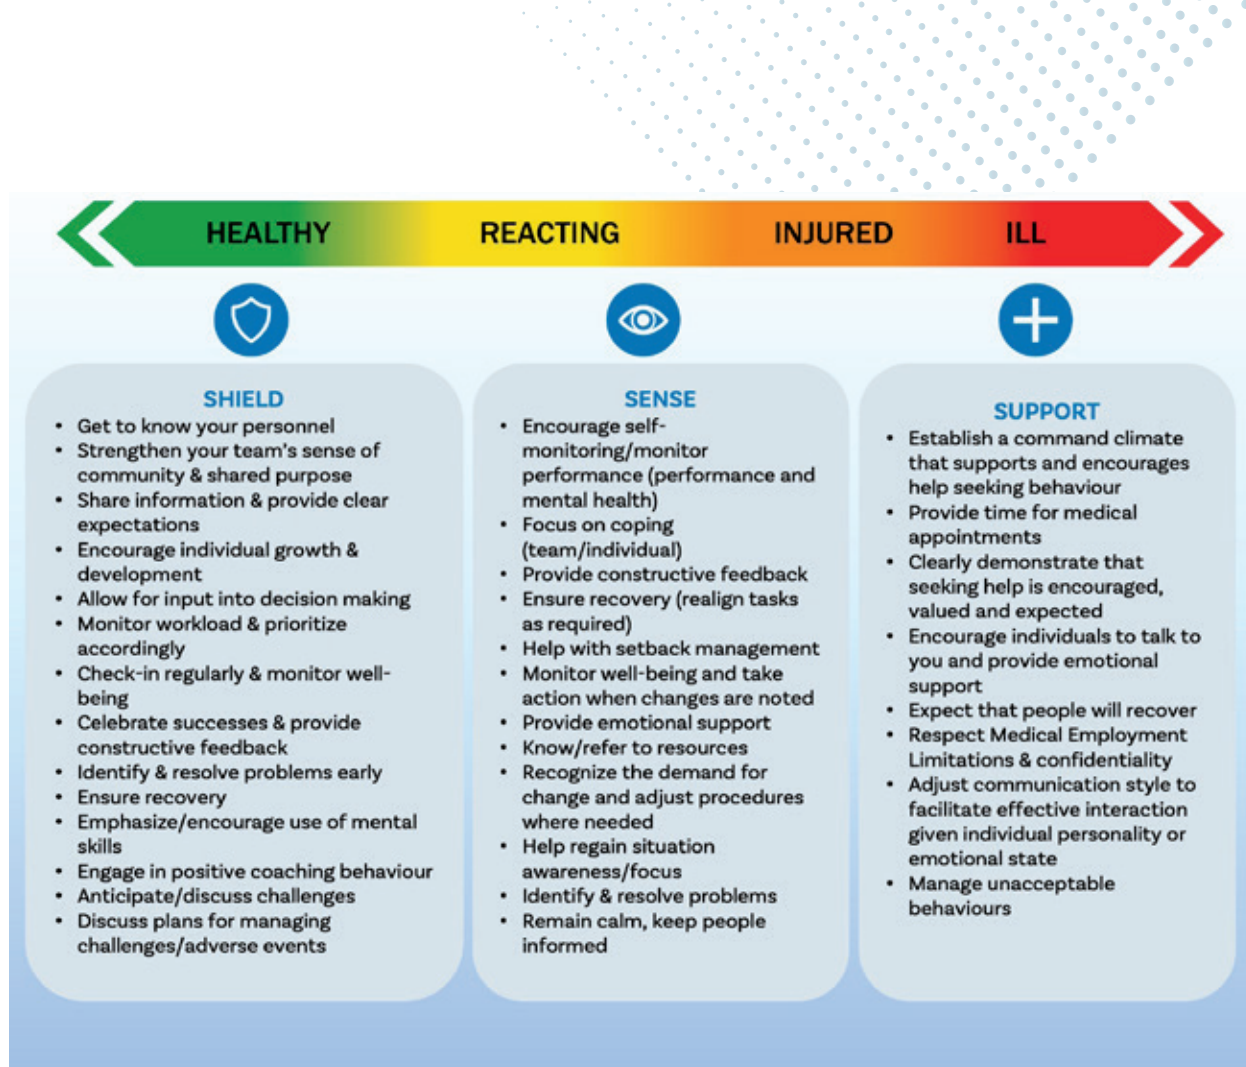 HEALTHY REACTING INJURED ILL
SHIELD
• Get to know your personnel
• Strengthen your team's sense of
community & shared purpose
• Share information & provide clear
expectations
• Encourage individual growth &
development
• Allow for input into decision making
• Monitor workload & prioritize
accordingly
• Check-in regularly & monitor well-
being
• Celebrate successes & provide
constructive feedback
• Identify & resolve problems early
• Ensure recovery
• Emphasize/encourage use of mental
skills
• Engage in positive coaching behaviour
• Anticipate/discuss challenges
• Discuss plans for managing
challenges/adverse events
SENSE
• Encourage self-
monitoring/monitor
performance (performance and
mental health)
• Focus on coping
(team/individual)
• Provide constructive feedback
• Ensure recovery (realign tasks
as required)
• Help with setback management
• Monitor well-being and take
action when changes are noted
• Provide emotional support
• Know/refer to resources
• Recognize the demand for
change and adjust procedures
where needed
• Help regain situation
awareness/focus
• Identify & resolve problems
• Remain calm, keep people
informed
SUPPORT
• Establish a command climate
that supports and encourages
help seeking behaviour
• Provide time for medical
appointments
• Clearly demonstrate that
seeking help is encouraged,
valued and expected
• Encourage individuals to talk to
you and provide emotional
support
• Expect that people will recover
• Respect Medical Employment
Limitations & confidentiality
• Adjust communication style to
facilitate effective interaction
given individual personality or
emotional state
• Manage unacceptable
behaviours